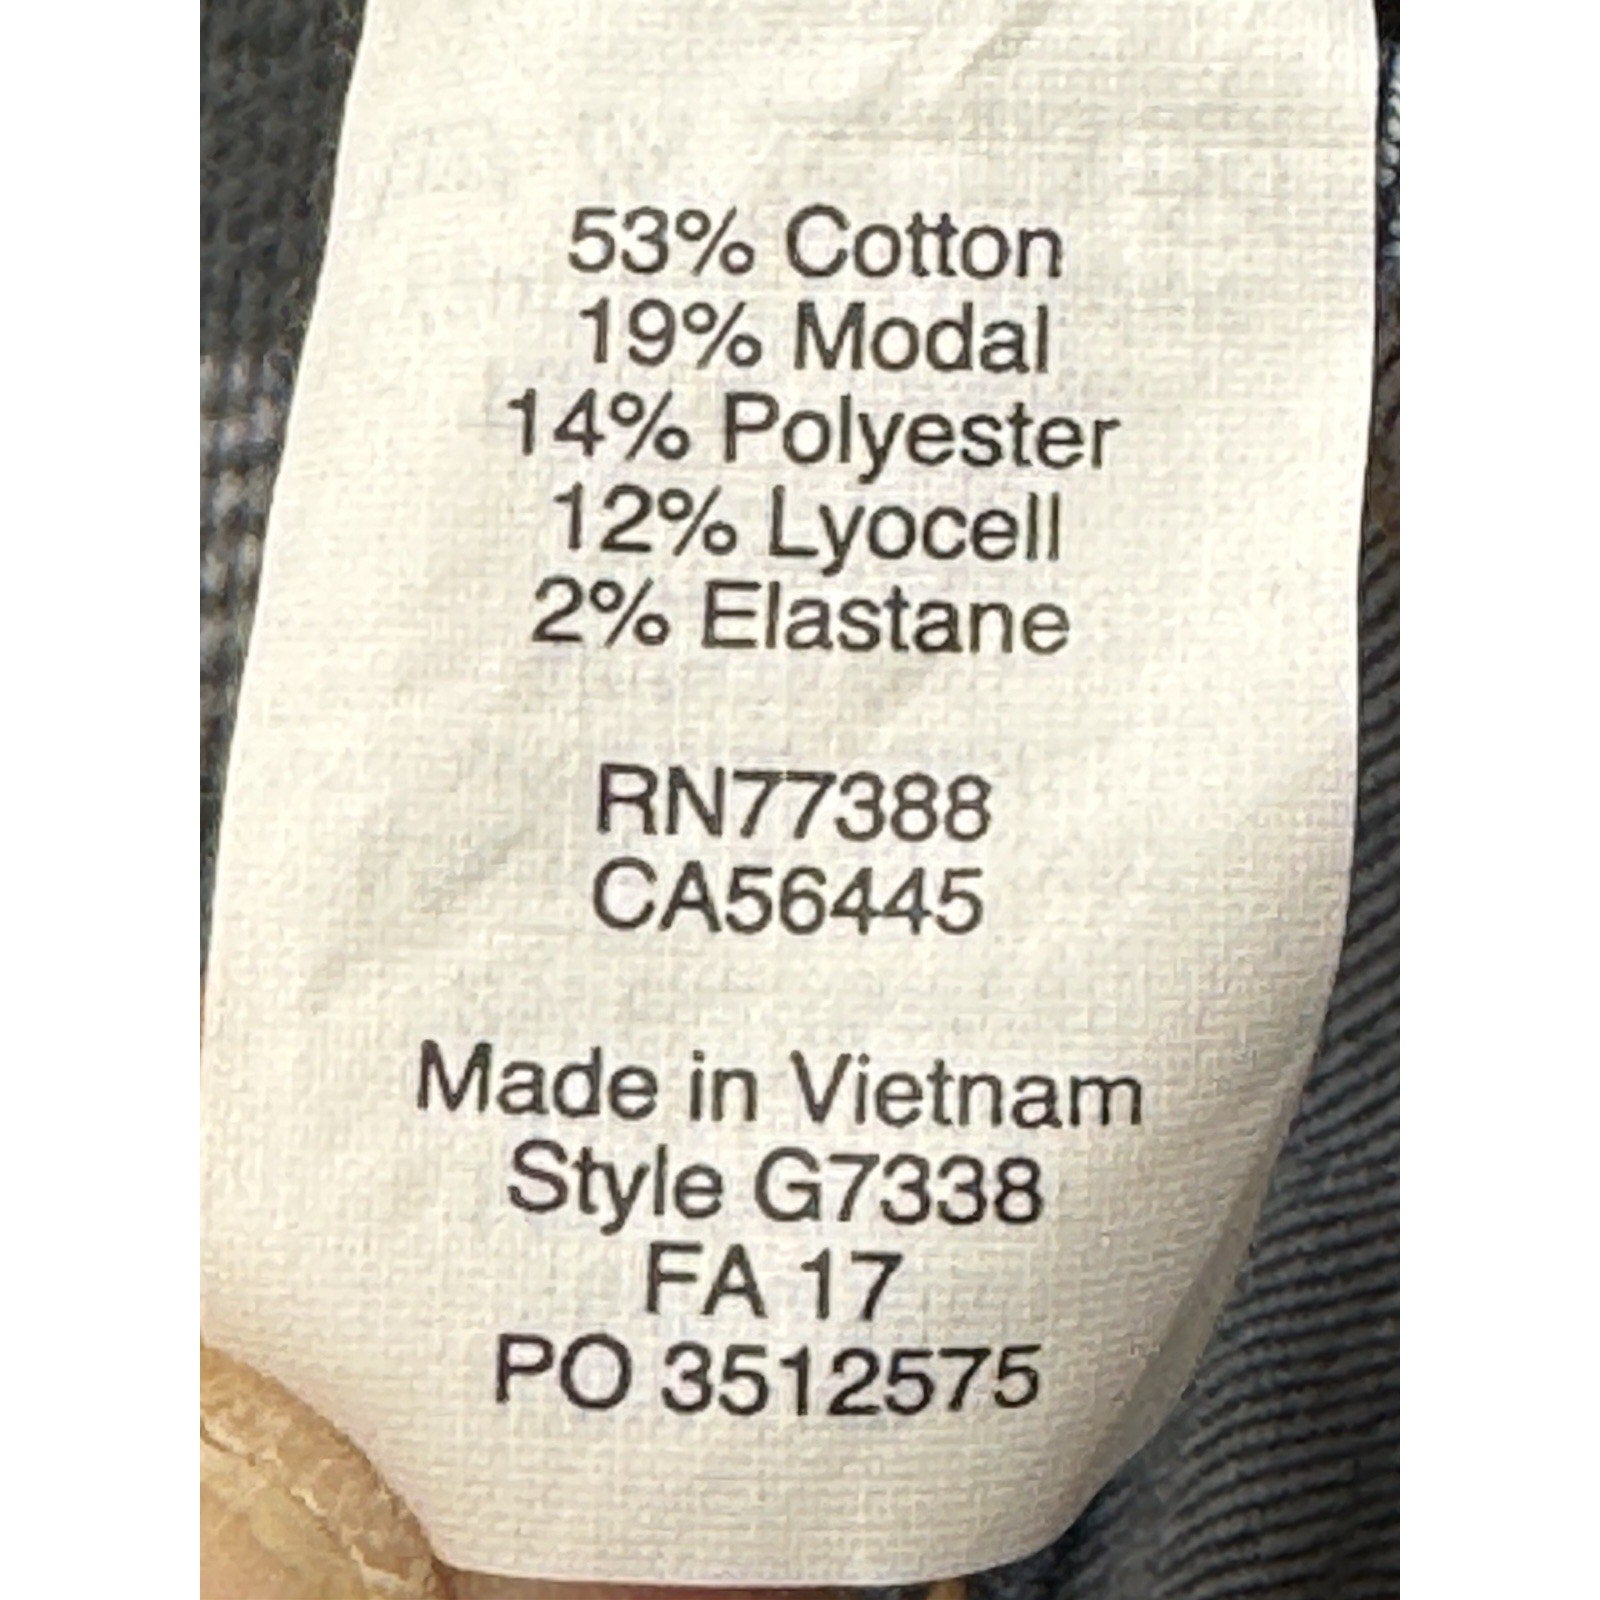 53% Cotton
19% Modal
14% Polyester
12% Lyocell
2% Elastane
RN77388
CA56445
Made in Vietnam
Style G7338
FA 17
PO 3512575